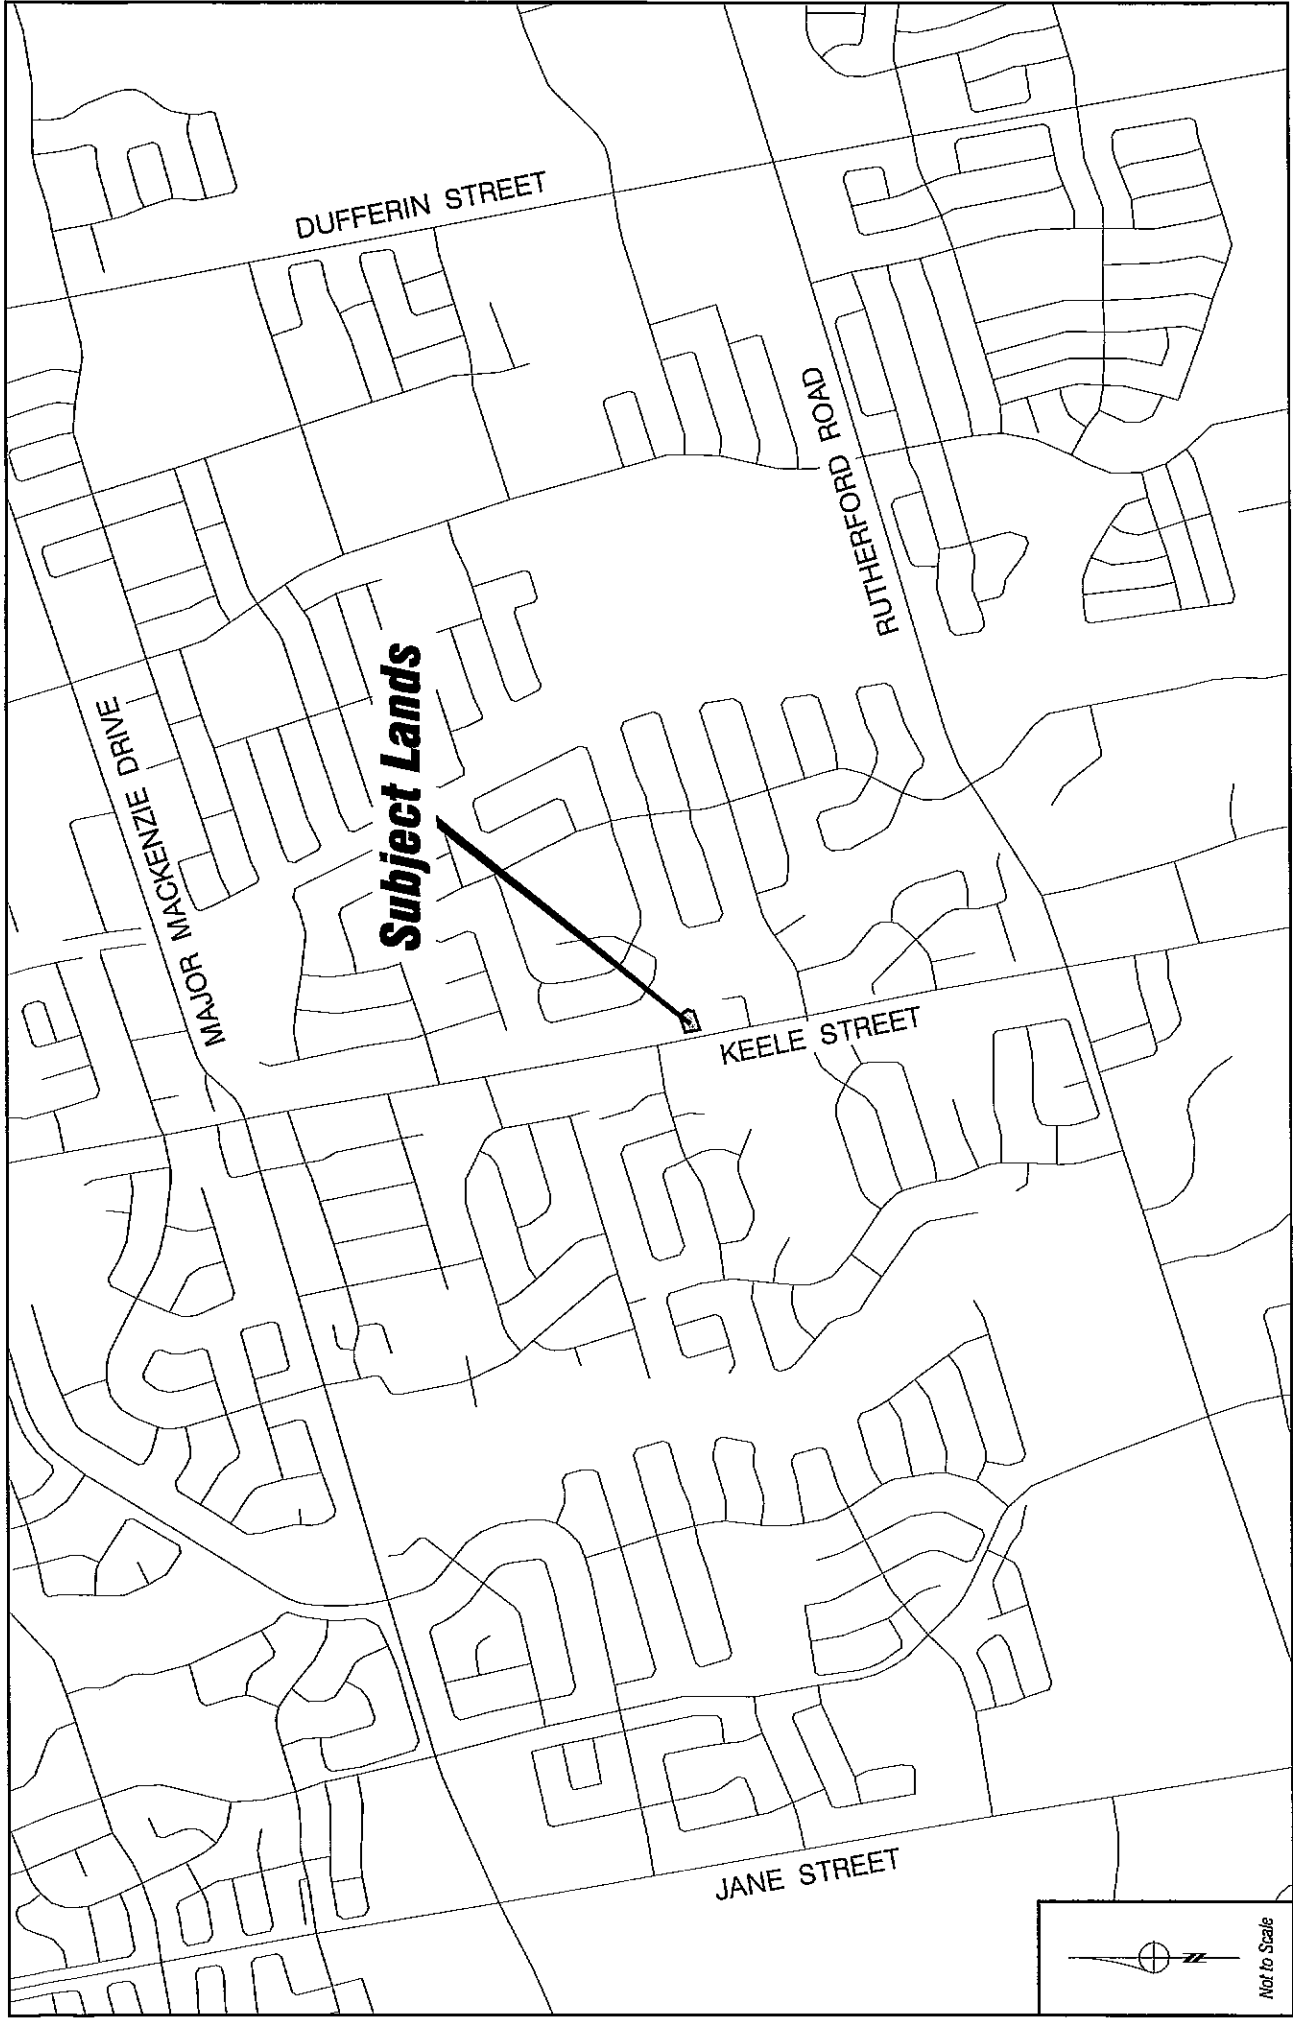 DUFFERIN STREET
RUTHERFORD ROAD
MAJOR MACKENZIE DRIVE
Subject Lands
KEELE STREET
JANE STREET
N
Not to Scale